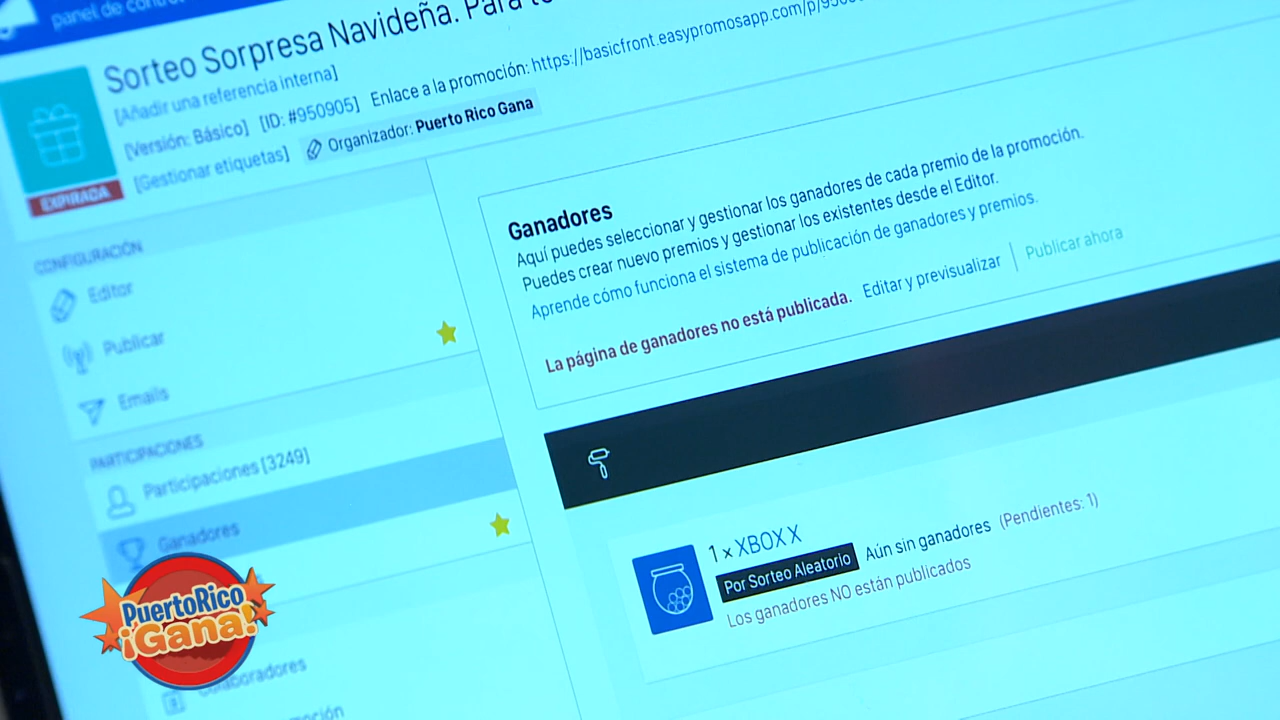 panel de control
Sorteo Sorpresa Navideña. Para
[Añadir una referencia interna]
[Versión: Básico] [ID: #950905] Enlace a la promoción: https://basicfront.easypromosapp.com/p/
[Gestionar etiquetas] Organizador: Puerto Rico Gana
EXPIRADA
CONFIGURACIÓN
Editor
Publicar
Emails
PARTICIPACIONES
Participaciones [3249]
Ganadores
Colaboradores
Ganadores
Aquí puedes seleccionar y gestionar los ganadores de cada premio de la promoción.
Puedes crear nuevo premios y gestionar los existentes desde el Editor.
Aprende cómo funciona el sistema de publicación de ganadores y premios.
La página de ganadores no está publicada. Editar y previsualizar | Publicar ahora
1 x XBOX X
Por Sorteo Aleatorio Aún sin ganadores (Pendientes: 1)
Los ganadores NO están publicados
PuertoRico
¡Gana!